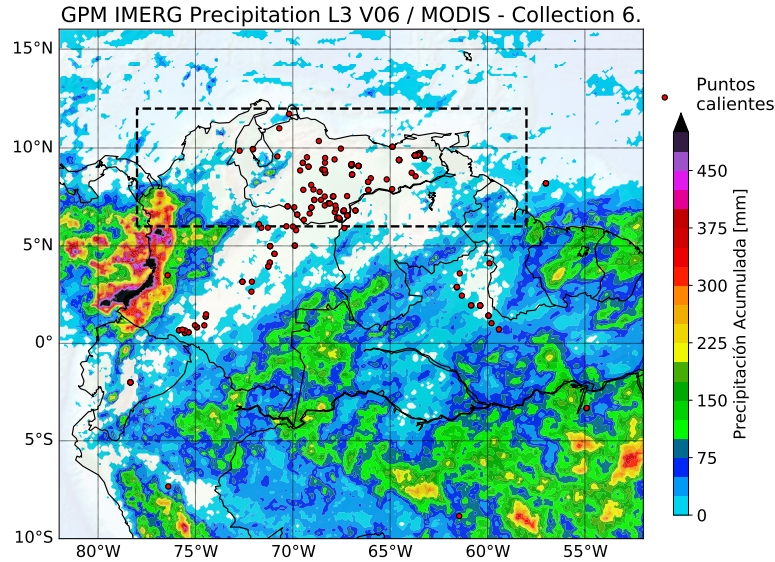 GPM IMERG Precipitation L3 V06 / MODIS - Collection 6.
15°N
10°N
5°N
0°
5°S
10°S
80°W
75°W
70°W
65°W
60°W
55°W
Puntos
calientes
450
375
300
225
150
75
0
Precipitación Acumulada [mm]